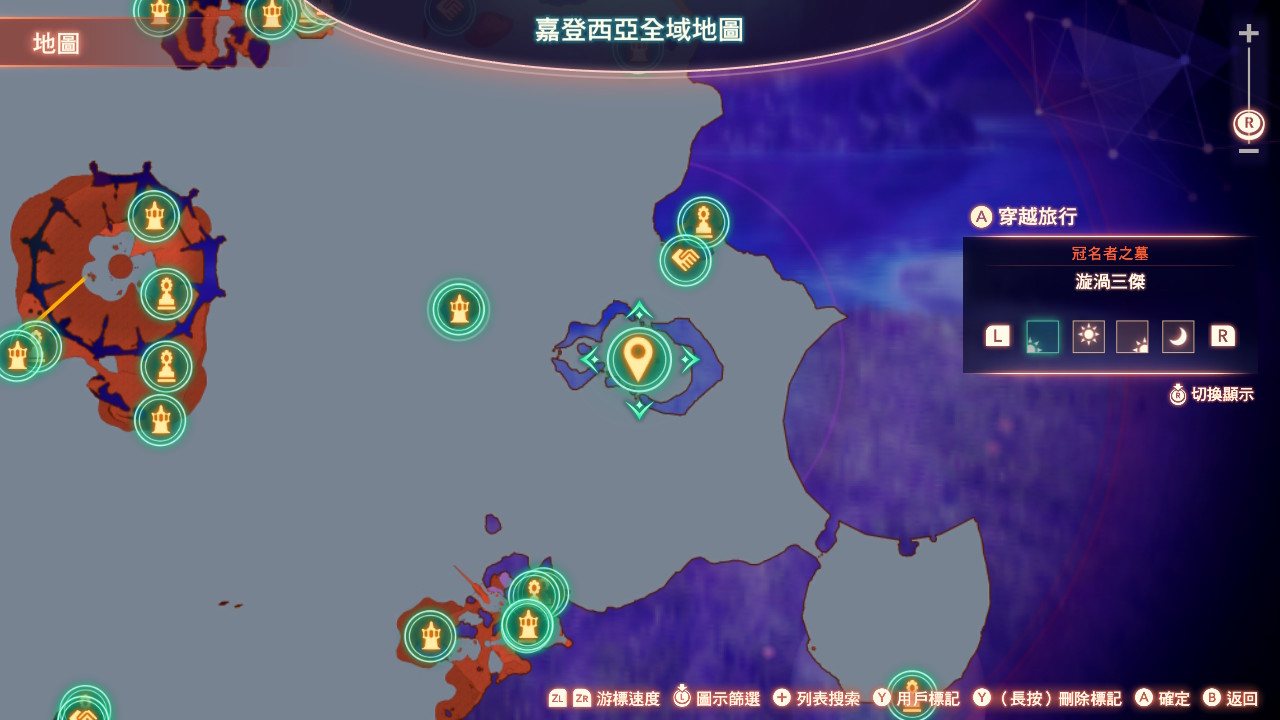 嘉登西亞全域地圖
地圖
R
A 穿越旅行
冠名者之墓
漩渦三傑
L R
R 切換顯示
ZL ZR 游標速度 L 圖示篩選 + 列表搜索 Y 用戶標記 Y （長按）刪除標記 A 確定 B 返回